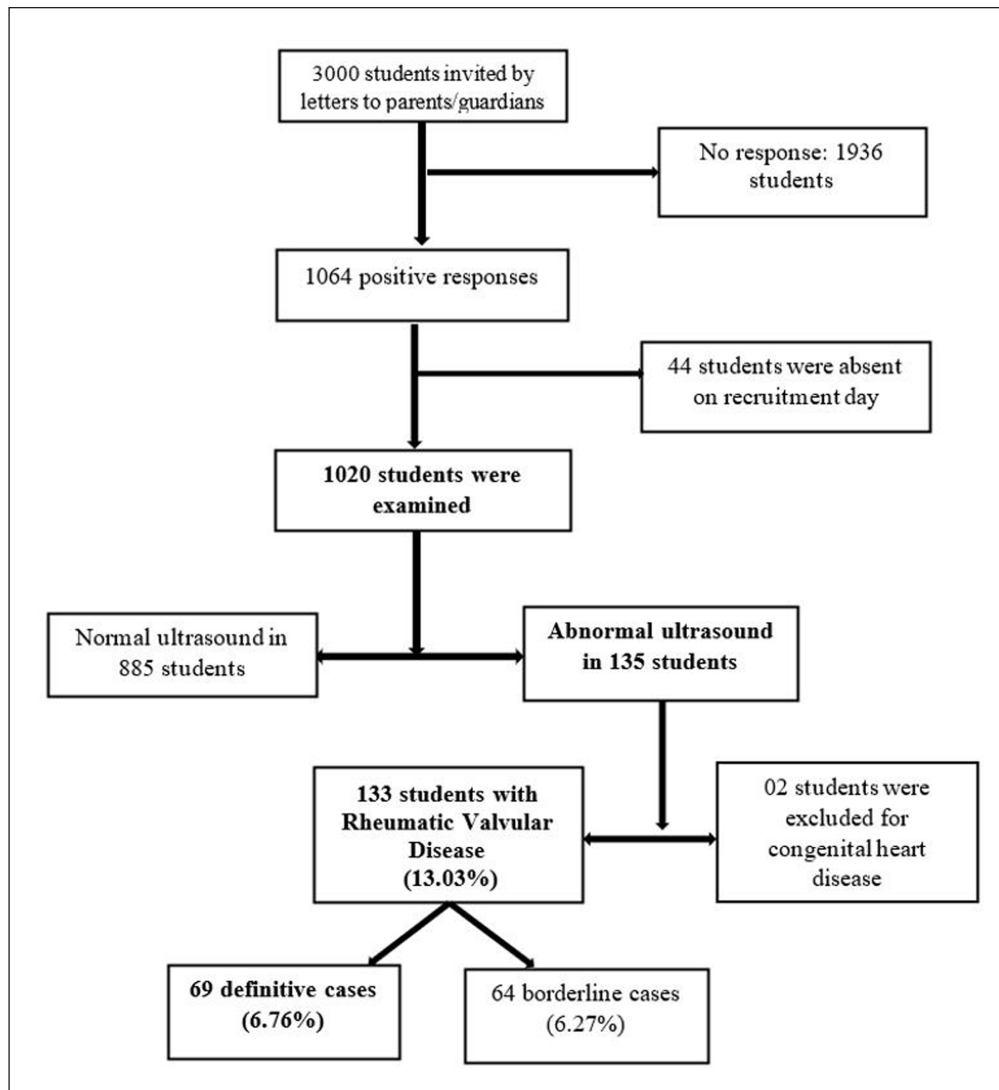 3000 students invited by
letters to parents/guardians
No response: 1936
students
1064 positive responses
44 students were absent
on recruitment day
1020 students were
examined
Normal ultrasound in
885 students
Abnormal ultrasound
in 135 students
133 students with
Rheumatic Valvular
Disease
(13.03%)
02 students were
excluded for
congenital heart
disease
69 definitive cases
(6.76%)
64 borderline cases
(6.27%)